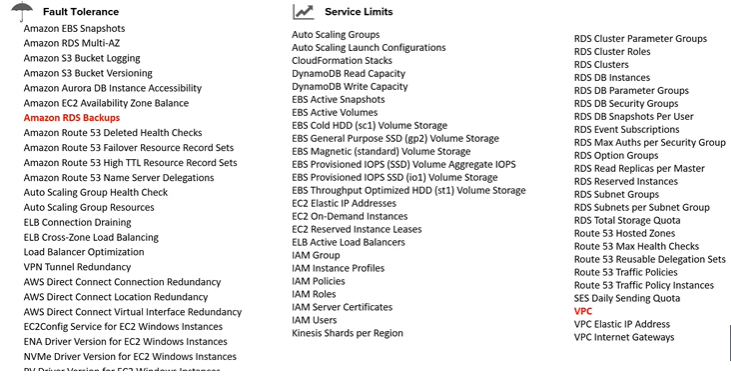 Fault Tolerance
Amazon EBS Snapshots
Amazon RDS Multi-AZ
Amazon S3 Bucket Logging
Amazon S3 Bucket Versioning
Amazon Aurora DB Instance Accessibility
Amazon EC2 Availability Zone Balance
Amazon RDS Backups
Amazon Route 53 Deleted Health Checks
Amazon Route 53 Failover Resource Record Sets
Amazon Route 53 High TTL Resource Record Sets
Amazon Route 53 Name Server Delegations
Auto Scaling Group Health Check
Auto Scaling Group Resources
ELB Connection Draining
ELB Cross-Zone Load Balancing
Load Balancer Optimization
VPN Tunnel Redundancy
AWS Direct Connect Connection Redundancy
AWS Direct Connect Location Redundancy
AWS Direct Connect Virtual Interface Redundancy
EC2Config Service for EC2 Windows Instances
ENA Driver Version for EC2 Windows Instances
NVMe Driver Version for EC2 Windows Instances
PV Driver Version for EC2 Windows Instances
Service Limits
Auto Scaling Groups
Auto Scaling Launch Configurations
CloudFormation Stacks
DynamoDB Read Capacity
DynamoDB Write Capacity
EBS Active Snapshots
EBS Active Volumes
EBS Cold HDD (sc1) Volume Storage
EBS General Purpose SSD (gp2) Volume Storage
EBS Magnetic (standard) Volume Storage
EBS Provisioned IOPS (SSD) Volume Aggregate IOPS
EBS Provisioned IOPS SSD (io1) Volume Storage
EBS Throughput Optimized HDD (st1) Volume Storage
EC2 Elastic IP Addresses
EC2 On-Demand Instances
EC2 Reserved Instance Leases
ELB Active Load Balancers
IAM Group
IAM Instance Profiles
IAM Policies
IAM Roles
IAM Server Certificates
IAM Users
Kinesis Shards per Region
RDS Cluster Parameter Groups
RDS Cluster Roles
RDS Clusters
RDS DB Instances
RDS DB Parameter Groups
RDS DB Security Groups
RDS DB Snapshots Per User
RDS Event Subscriptions
RDS Max Auths per Security Group
RDS Option Groups
RDS Read Replicas per Master
RDS Reserved Instances
RDS Subnet Groups
RDS Subnets per Subnet Group
RDS Total Storage Quota
Route 53 Hosted Zones
Route 53 Max Health Checks
Route 53 Reusable Delegation Sets
Route 53 Traffic Policies
Route 53 Traffic Policy Instances
SES Daily Sending Quota
VPC
VPC Elastic IP Address
VPC Internet Gateways